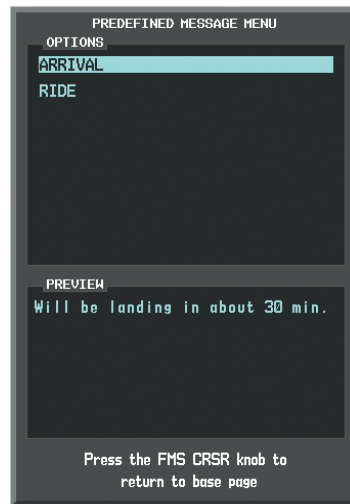 PREDEFINED MESSAGE MENU
OPTIONS
ARRIVAL
RIDE
PREVIEW
Will be landing in about 30 min.
Press the FMS CRSR knob to
return to base page